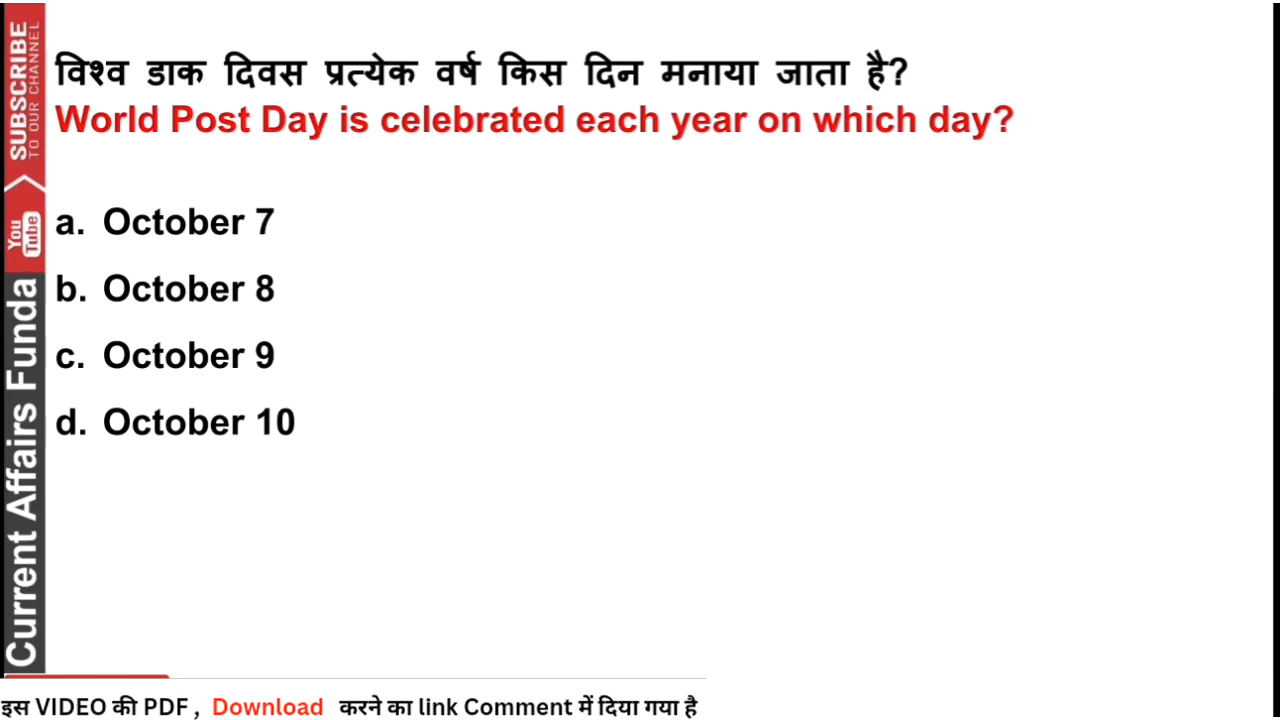 विश्व डाक दिवस प्रत्येक वर्ष किस दिन मनाया जाता है?
World Post Day is celebrated each year on which day?
a. October 7
b. October 8
c. October 9
d. October 10
SUBSCRIBE
TO OUR CHANNEL
You
Tube
Current Affairs Funda
इस VIDEO की PDF , Download करने का link Comment में दिया गया है